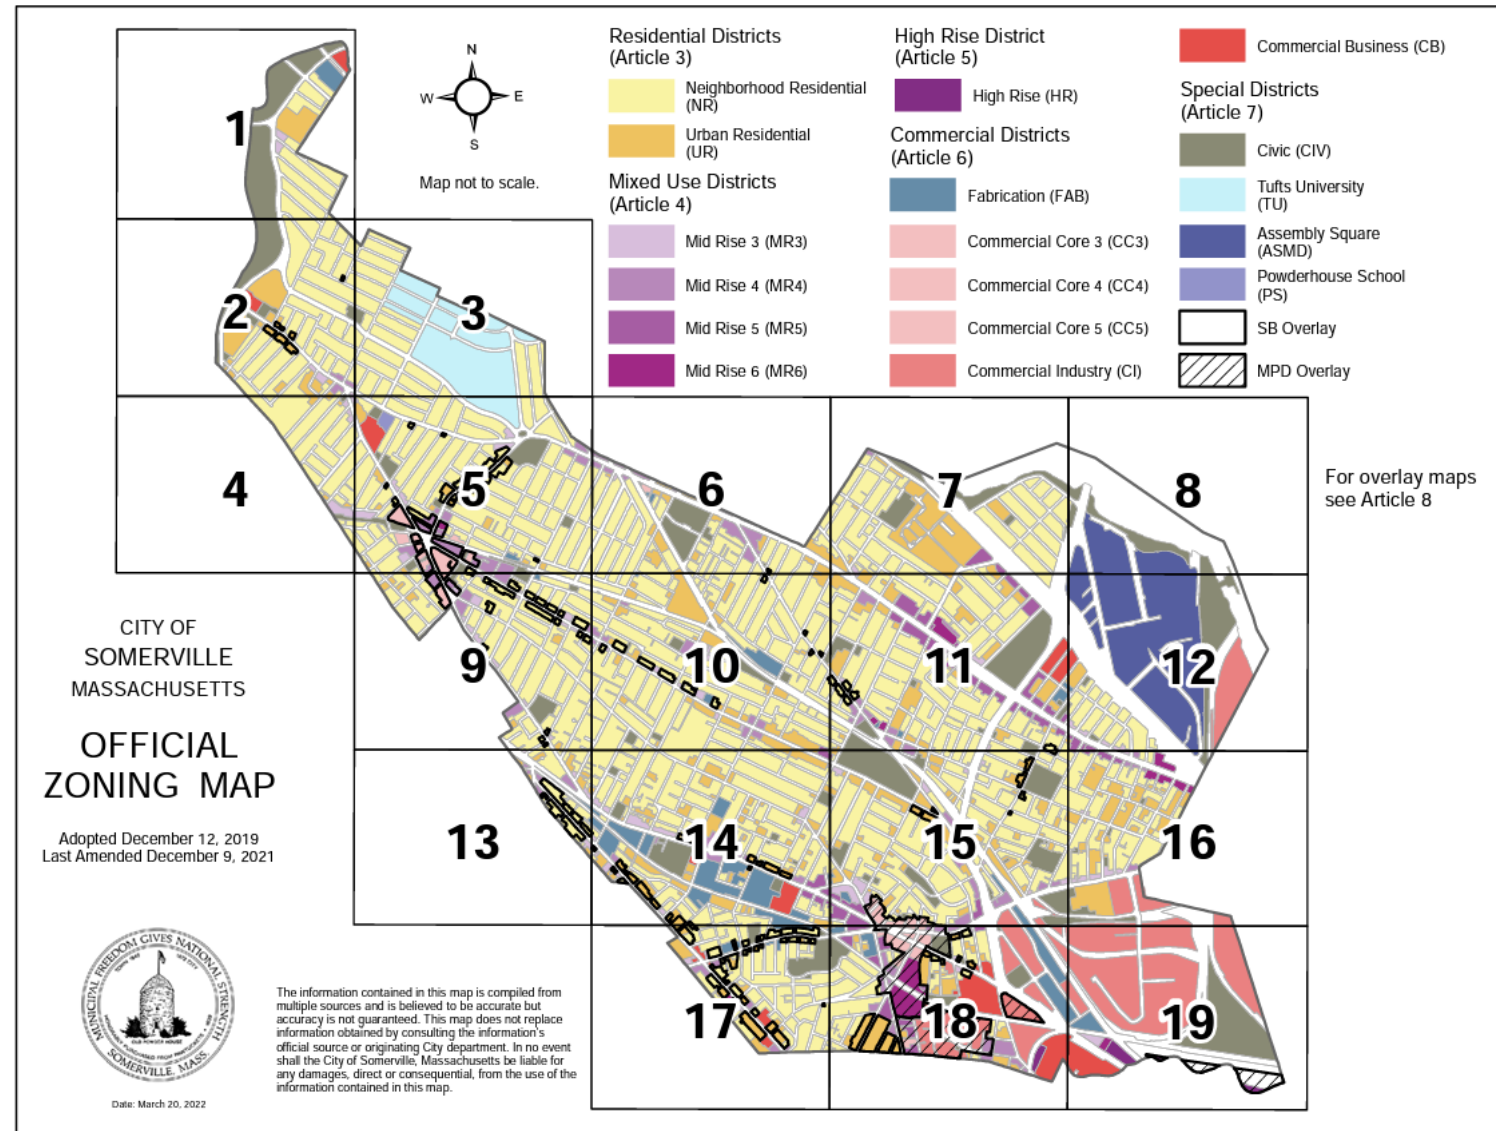 Residential Districts
(Article 3)
Neighborhood Residential
(NR)
Urban Residential
(UR)
Mixed Use Districts
(Article 4)
Mid Rise 3 (MR3)
Mid Rise 4 (MR4)
Mid Rise 5 (MR5)
Mid Rise 6 (MR6)
High Rise District
(Article 5)
High Rise (HR)
Commercial Districts
(Article 6)
Fabrication (FAB)
Commercial Core 3 (CC3)
Commercial Core 4 (CC4)
Commercial Core 5 (CC5)
Commercial Industry (CI)
Commercial Business (CB)
Special Districts
(Article 7)
Civic (CIV)
Tufts University
(TU)
Assembly Square
(ASMD)
Powderhouse School
(PS)
SB Overlay
MPD Overlay
N
W
E
S
Map not to scale.
1
2
3
4
5
6
7
8
For overlay maps
see Article 8
9
10
11
12
13
14
15
16
17
18
19
CITY OF
SOMERVILLE
MASSACHUSETTS
OFFICIAL
ZONING MAP
Adopted December 12, 2019
Last Amended December 9, 2021
MUNICIPAL FREEDOM GIVES NATIONAL STRENGTH
SOMERVILLE, MASS.
OLD POWDER HOUSE
Date: March 20, 2022
The information contained in this map is compiled from
multiple sources and is believed to be accurate but
accuracy is not guaranteed. This map does not replace
information obtained by consulting the information's
official source or originating City department. In no event
shall the City of Somerville, Massachusetts be liable for
any damages, direct or consequential, from the use of the
information contained in this map.